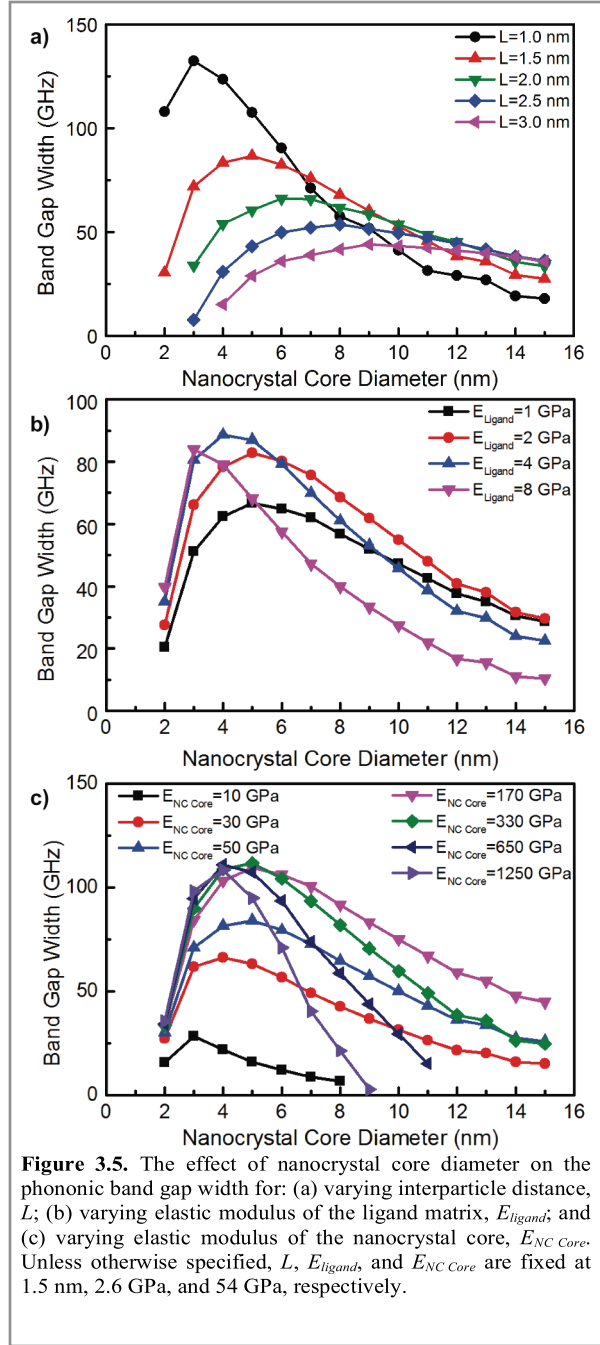 a)
150
100
50
0
Band Gap Width (GHz)
L=1.0 nm
L=1.5 nm
L=2.0 nm
L=2.5 nm
L=3.0 nm
0 2 4 6 8 10 12 14 16
Nanocrystal Core Diameter (nm)
b)
100
80
60
40
20
0
Band Gap Width (GHz)
E_Ligand=1 GPa
E_Ligand=2 GPa
E_Ligand=4 GPa
E_Ligand=8 GPa
0 2 4 6 8 10 12 14 16
Nanocrystal Core Diameter (nm)
c)
150
100
50
0
Band Gap Width (GHz)
E_NC Core=10 GPa
E_NC Core=30 GPa
E_NC Core=50 GPa
E_NC Core=170 GPa
E_NC Core=330 GPa
E_NC Core=650 GPa
E_NC Core=1250 GPa
0 2 4 6 8 10 12 14 16
Nanocrystal Core Diameter (nm)
Figure 3.5. The effect of nanocrystal core diameter on the
phononic band gap width for: (a) varying interparticle distance,
L; (b) varying elastic modulus of the ligand matrix, E_ligand; and
(c) varying elastic modulus of the nanocrystal core, E_NC Core.
Unless otherwise specified, L, E_ligand, and E_NC Core are fixed at
1.5 nm, 2.6 GPa, and 54 GPa, respectively.